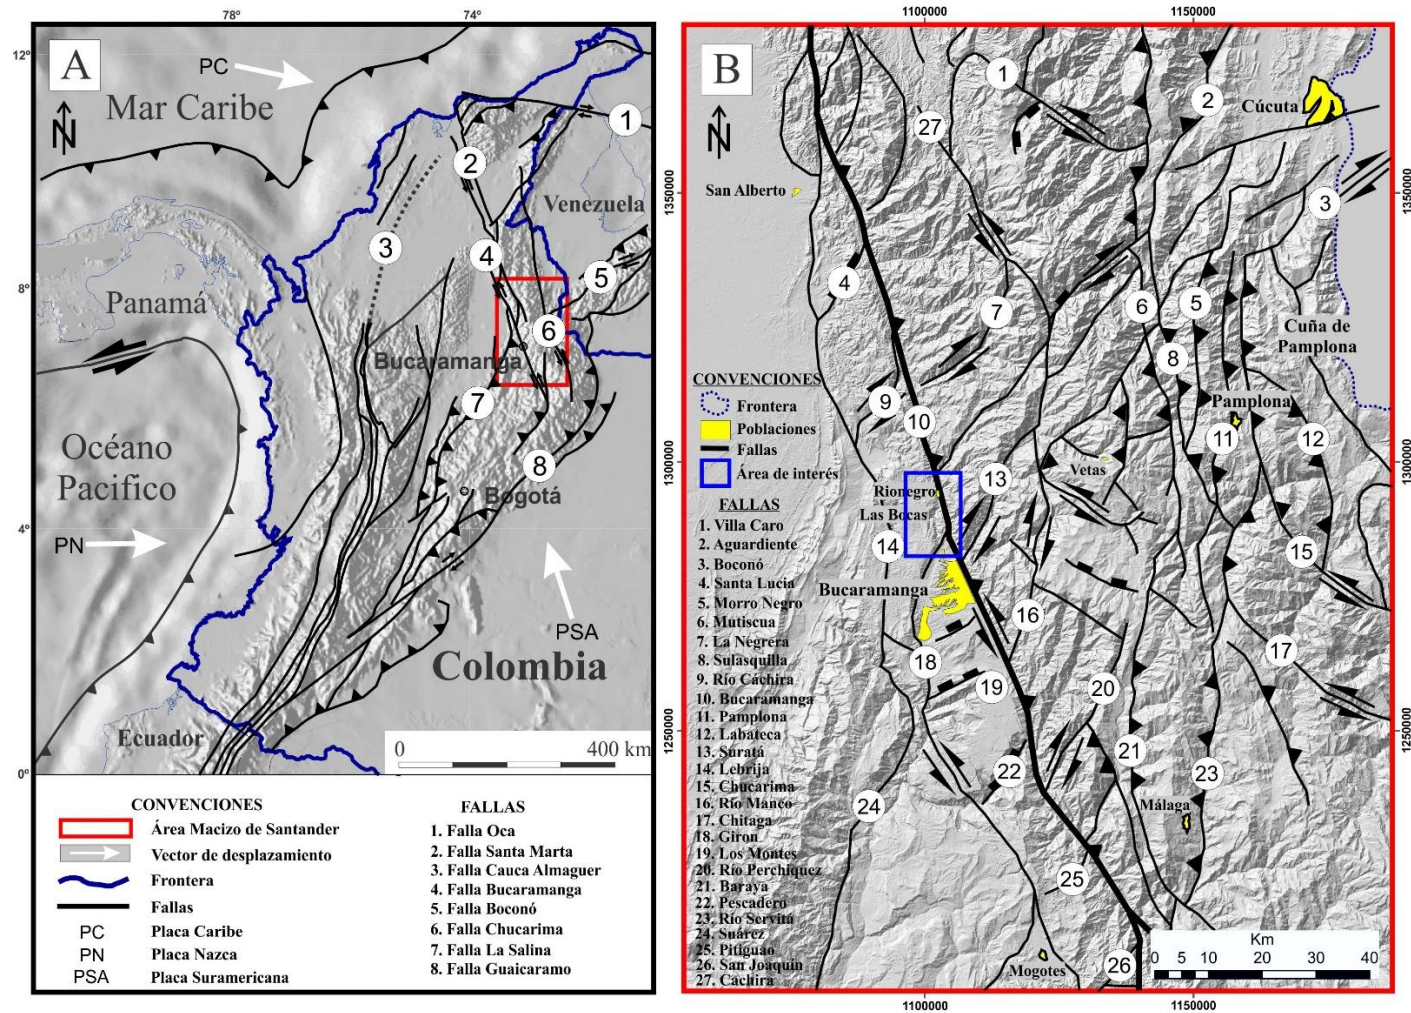 78°
74°
12°
8°
4°
0°
A
N
PC
Mar Caribe
1
2
Venezuela
3
4
5
Panamá
6
Bucaramanga
7
Océano
Pacifico
8
Bogotá
PN
PSA
Colombia
Ecuador
0
400 km
CONVENCIONES
Área Macizo de Santander
Vector de desplazamiento
Frontera
Fallas
PC Placa Caribe
PN Placa Nazca
PSA Placa Suramericana
FALLAS
1. Falla Oca
2. Falla Santa Marta
3. Falla Cauca Almaguer
4. Falla Bucaramanga
5. Falla Boconó
6. Falla Chucarima
7. Falla La Salina
8. Falla Guaicaramo
1100000
1150000
B
N
1
2
Cúcuta
27
San Alberto
3
1350000
1350000
4
7
6
5
Cuña de
Pamplona
8
CONVENCIONES
Frontera
Poblaciones
Fallas
Área de interés
9
10
Pamplona
11
12
1300000
1300000
Vetas
13
Rionegro
Las Bocas
14
15
Bucaramanga
16
17
18
19
20
1250000
1250000
21
22
23
24
Málaga
25
26
Mogotes
FALLAS
1. Villa Caro
2. Aguardiente
3. Boconó
4. Santa Lucia
5. Morro Negro
6. Mutiscua
7. La Negrera
8. Sulasquilla
9. Río Cáchira
10. Bucaramanga
11. Pamplona
12. Labateca
13. Suratá
14. Lebrija
15. Chucarima
16. Río Manco
17. Chitaga
18. Giron
19. Los Montes
20. Río Perchiquez
21. Baraya
22. Pescadero
23. Río Servitá
24. Suárez
25. Pitiguao
26. San Joaquín
27. Cachira
Km
0 5 10 20 30 40
1100000
1150000